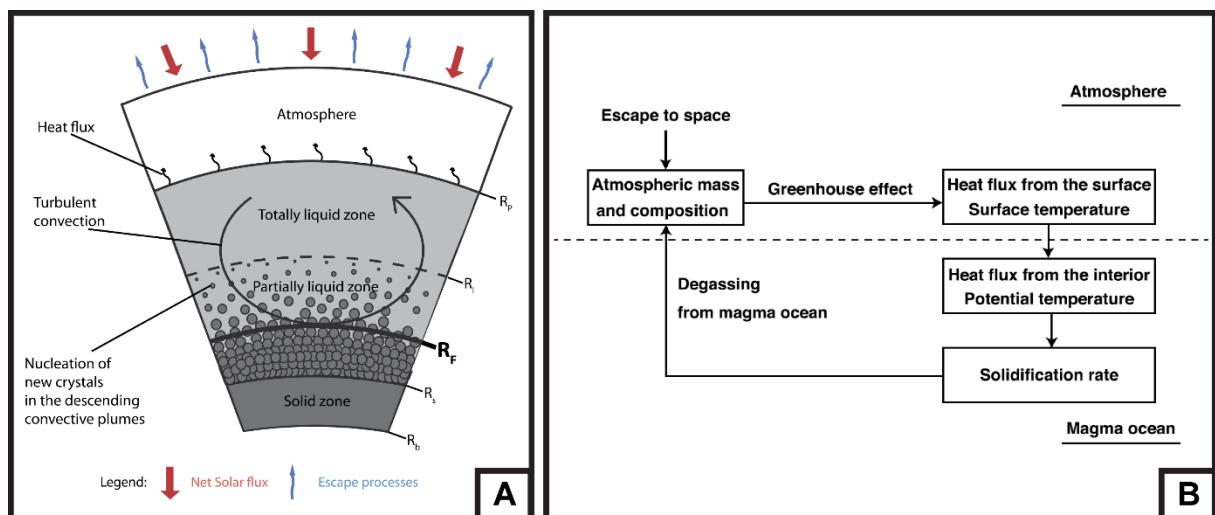 Atmosphere
Heat flux
R_p
Turbulent
convection
Totally liquid zone
R_l
Partially liquid zone
R_F
Nucleation of
new crystals
in the descending
convective plumes
R_s
Solid zone
R_b
Legend:
Net Solar flux
Escape processes
A
Atmosphere
Escape to space
Atmospheric mass
and composition
Greenhouse effect
Heat flux from the surface
Surface temperature
Degassing
from magma ocean
Heat flux from the interior
Potential temperature
Solidification rate
Magma ocean
B